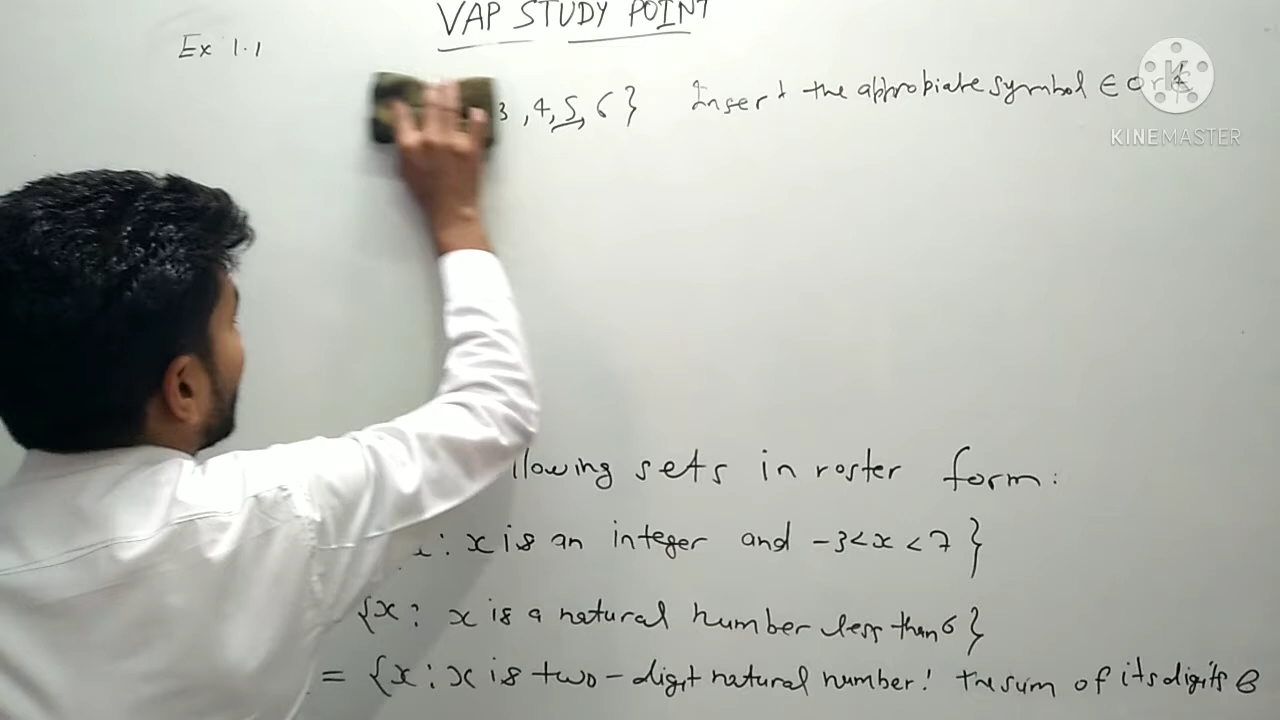 VAP STUDY POINT
Ex 1.1
3, 4, 5, 6} Insert the appropiate symbol ∈ or
KINEMASTER
llowing sets in roster form:
x: x is an integer and -3<x<7}
{x: x is a natural number less than 6}
= {x: x is two-digit natural number: the sum of its digits 8